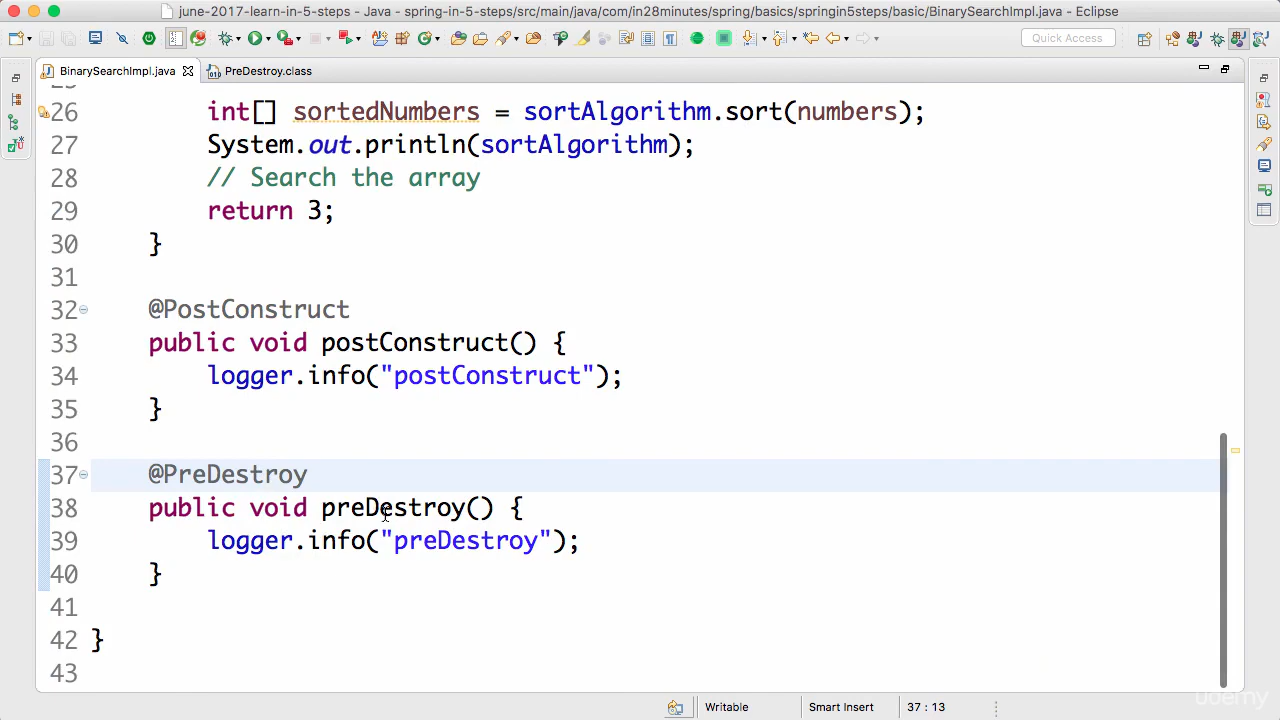 june-2017-learn-in-5-steps - Java - spring-in-5-steps/src/main/java/com/in28minutes/spring/basics/springin5steps/basic/BinarySearchImpl.java - Eclipse
Quick Access
BinarySearchImpl.java PreDestroy.class
26 int[] sortedNumbers = sortAlgorithm.sort(numbers);
27 System.out.println(sortAlgorithm);
28 // Search the array
29 return 3;
30 }
31
32 @PostConstruct
33 public void postConstruct() {
34 logger.info("postConstruct");
35 }
36
37 @PreDestroy
38 public void preDestroy() {
39 logger.info("preDestroy");
40 }
41
42 }
43
Writable Smart Insert 37 : 13
udemy